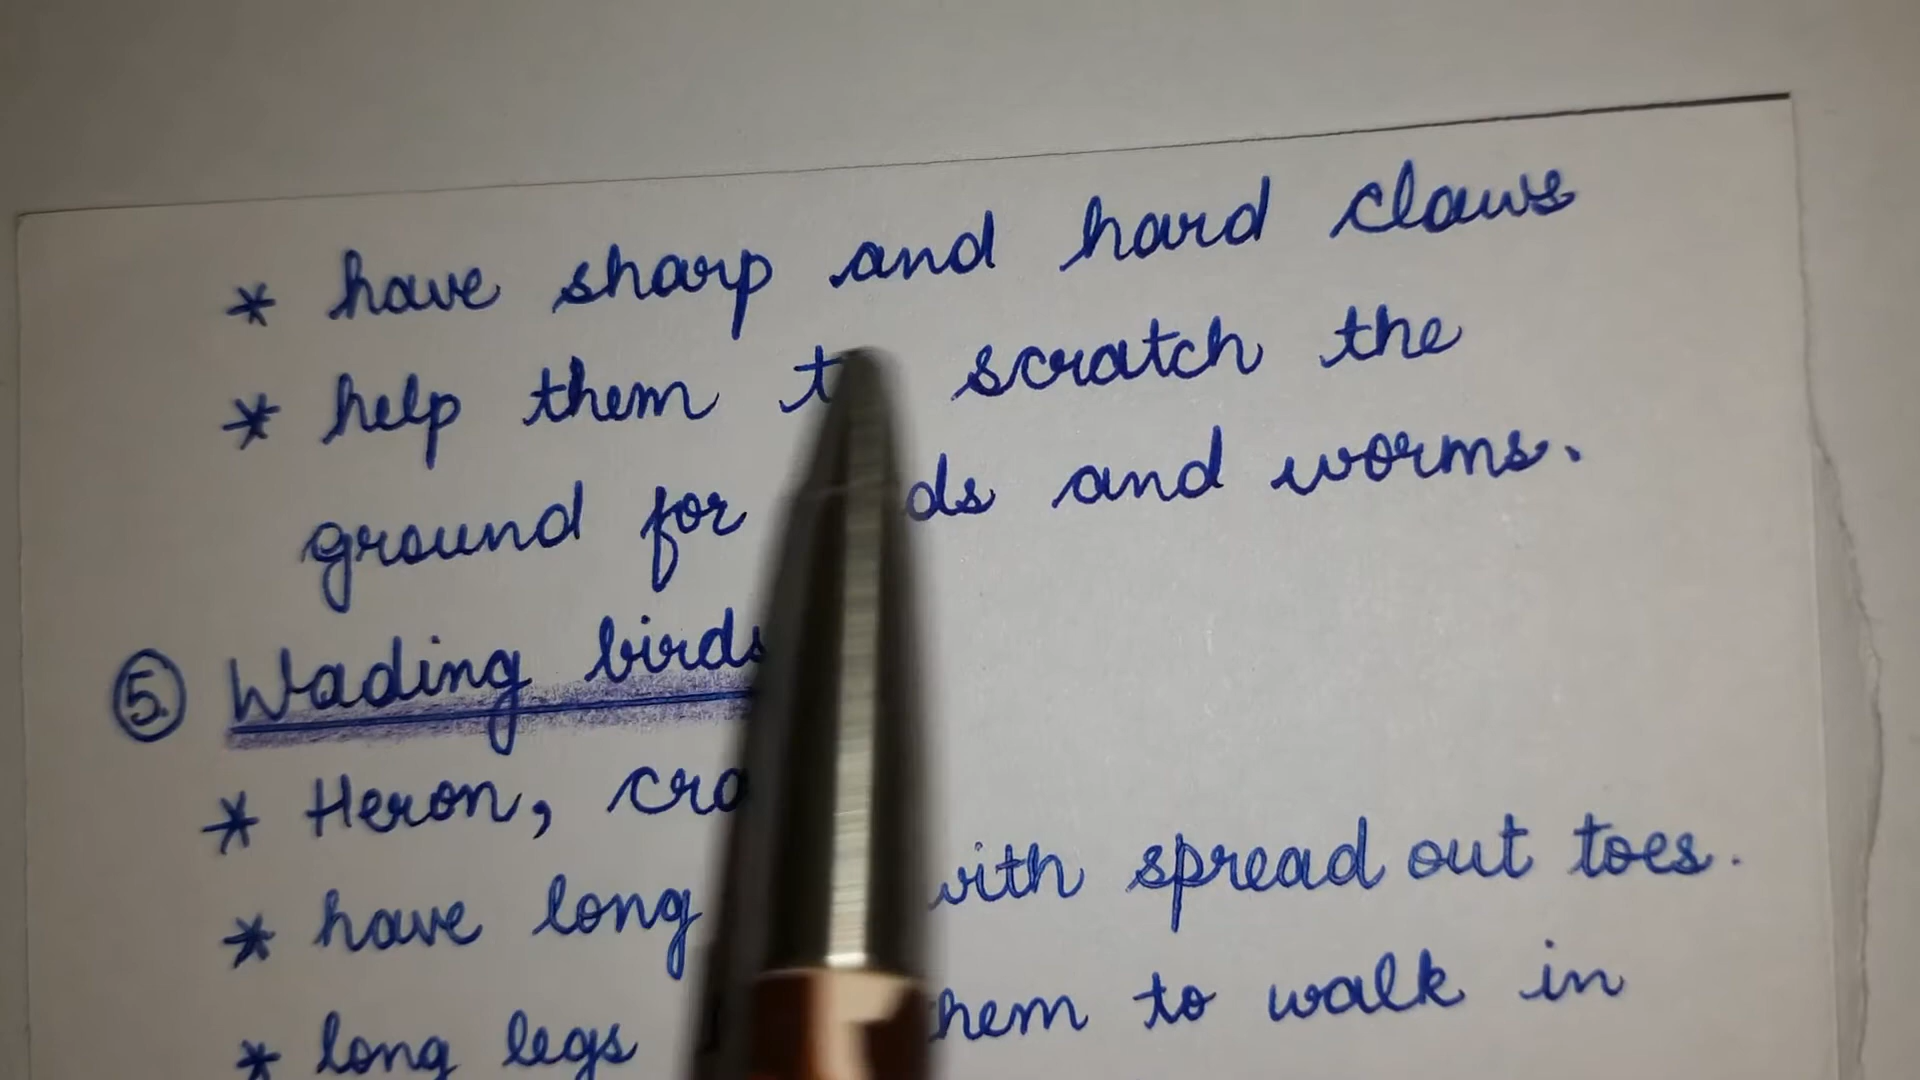 * have sharp and hard claws
* help them scratch the
ground for and worms.
⑤ Wading birds
* Heron,
* have long with spread out toes.
* long legs them to walk in